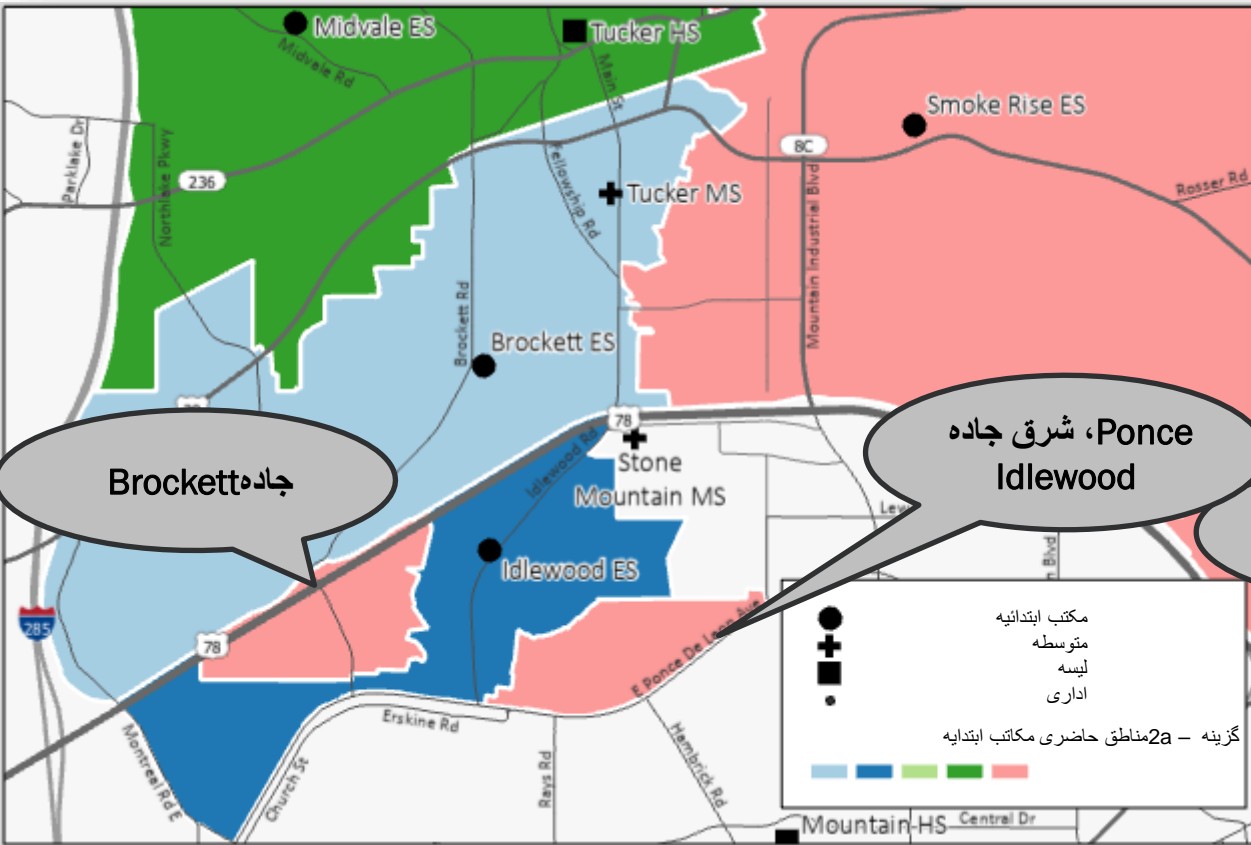 Midvale ES
Tucker HS
Midvale Rd
Main St
Smoke Rise ES
8C
Parklake Dr
Northlake Pkwy
236
Fellowship Rd
Tucker MS
Rosser Rd
Mountain Industrial Blvd
Brockett Rd
Brockett ES
78
Idlewood Rd
Stone
Mountain MS
Ponce، شرق جاده
Idlewood
جادهBrockett
n Blvd
Idlewood ES
285
78
E Ponce De Leon Ave
مکتب ابتدائیه
متوسطه
لیسه
اداری
گزینه – 2aمناطق حاضری مکاتب ابتدایه
Erskine Rd
Montreal Rd E
Church St
Rays Rd
Hambrick Rd
Mountain HS
Central Dr